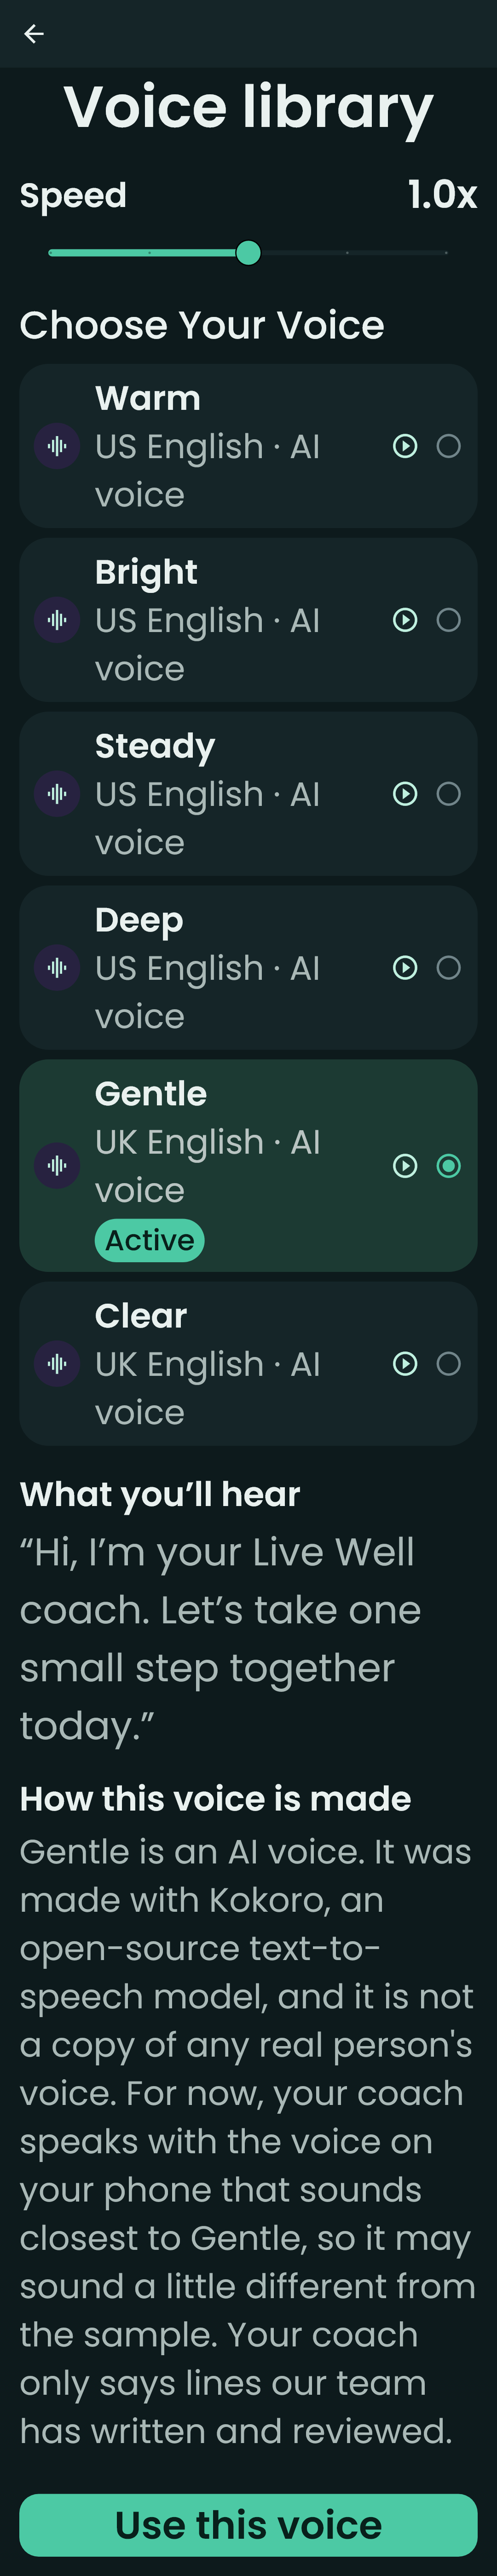 Voice library
Speed 1.0x
Choose Your Voice
Warm
US English · AI
voice
Bright
US English · AI
voice
Steady
US English · AI
voice
Deep
US English · AI
voice
Gentle
UK English · AI
voice
Active
Clear
UK English · AI
voice
What you’ll hear
“Hi, I’m your Live Well
coach. Let’s take one
small step together
today.”
How this voice is made
Gentle is an AI voice. It was
made with Kokoro, an
open-source text-to-
speech model, and it is not
a copy of any real person's
voice. For now, your coach
speaks with the voice on
your phone that sounds
closest to Gentle, so it may
sound a little different from
the sample. Your coach
only says lines our team
has written and reviewed.
Use this voice